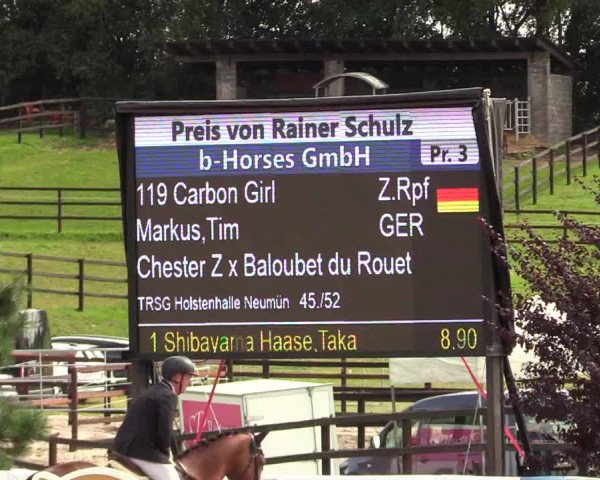 Preis von Rainer Schulz
b-Horses GmbH Pr. 3
119 Carbon Girl Z.Rpf
Markus,Tim GER
Chester Z x Baloubet du Rouet
TRSG Holstenhalle Neumün 45./52
1 Shibayama Haase,Taka 8.90